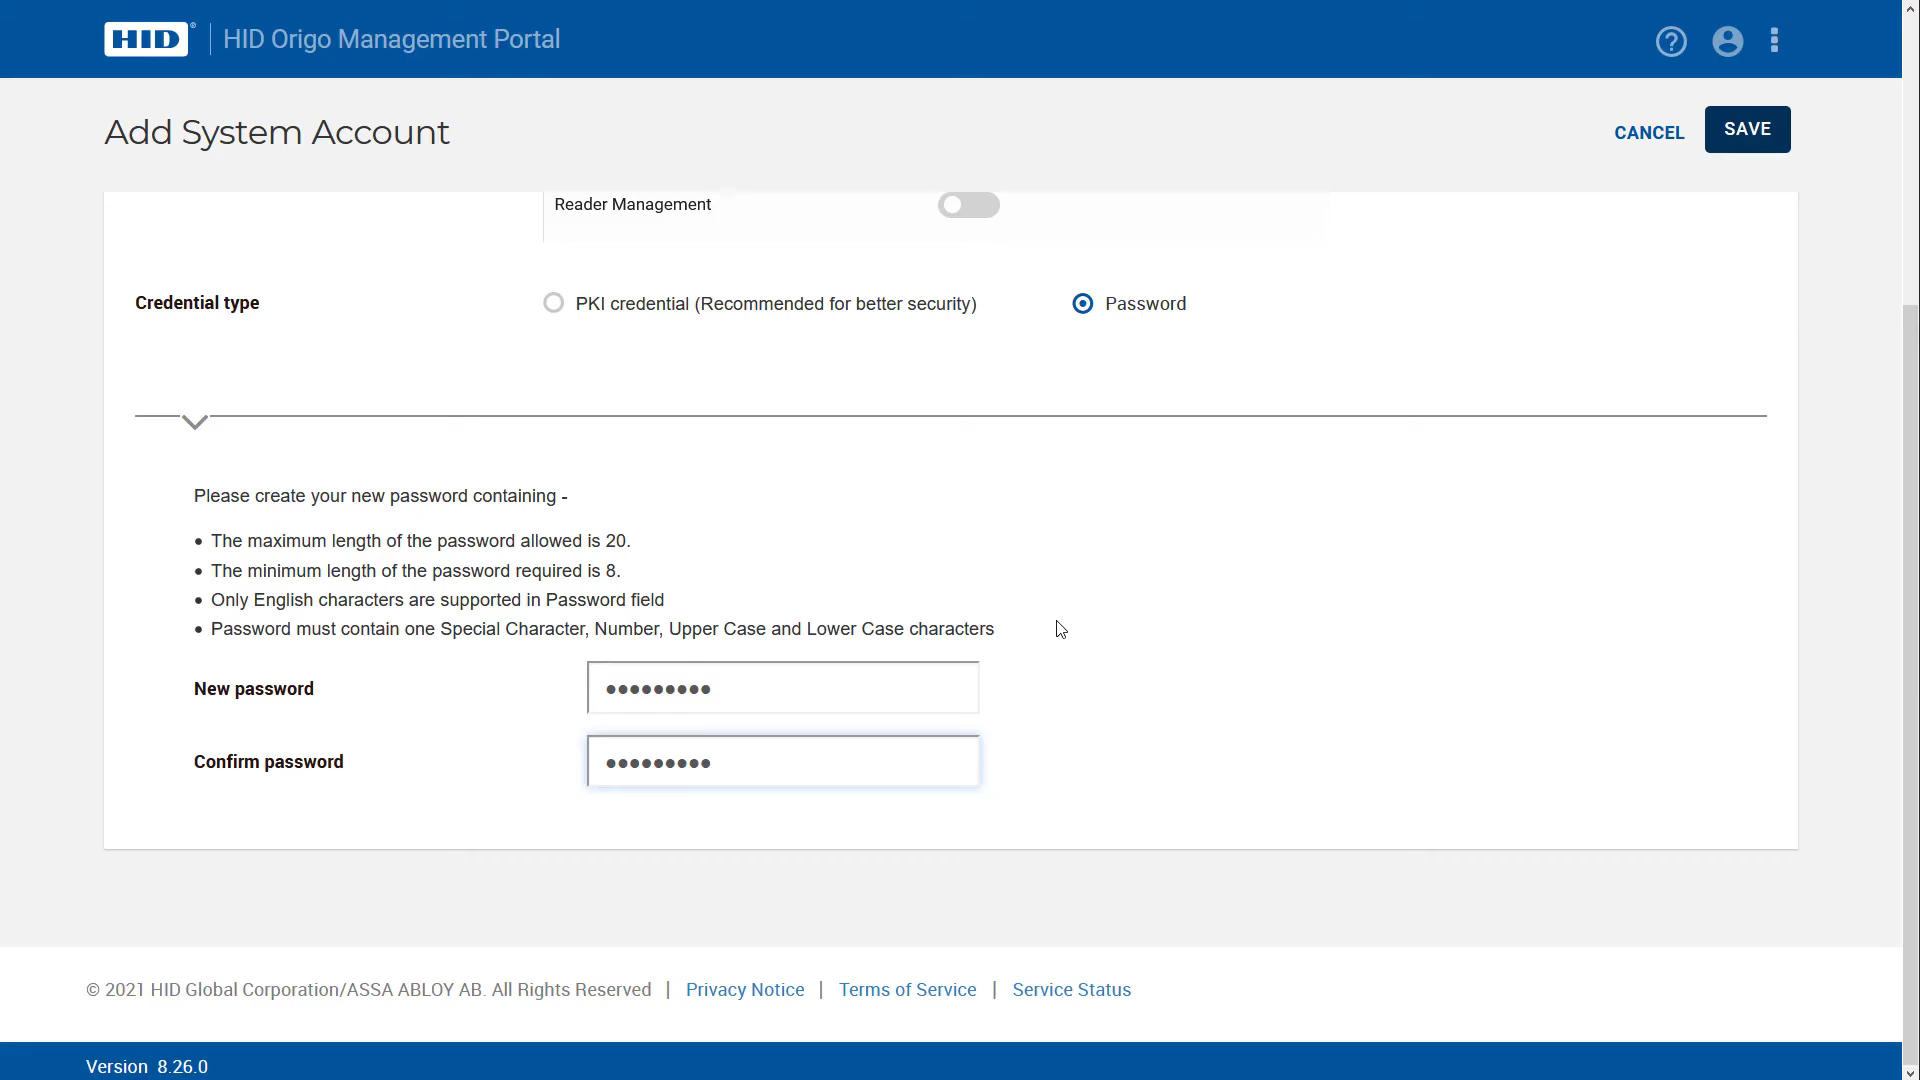 HID® HID Origo Management Portal
Add System Account
CANCEL SAVE
Reader Management
Credential type PKI credential (Recommended for better security) Password
Please create your new password containing -
• The maximum length of the password allowed is 20.
• The minimum length of the password required is 8.
• Only English characters are supported in Password field
• Password must contain one Special Character, Number, Upper Case and Lower Case characters
New password •••••••••
Confirm password •••••••••
© 2021 HID Global Corporation/ASSA ABLOY AB. All Rights Reserved | Privacy Notice | Terms of Service | Service Status
Version 8.26.0